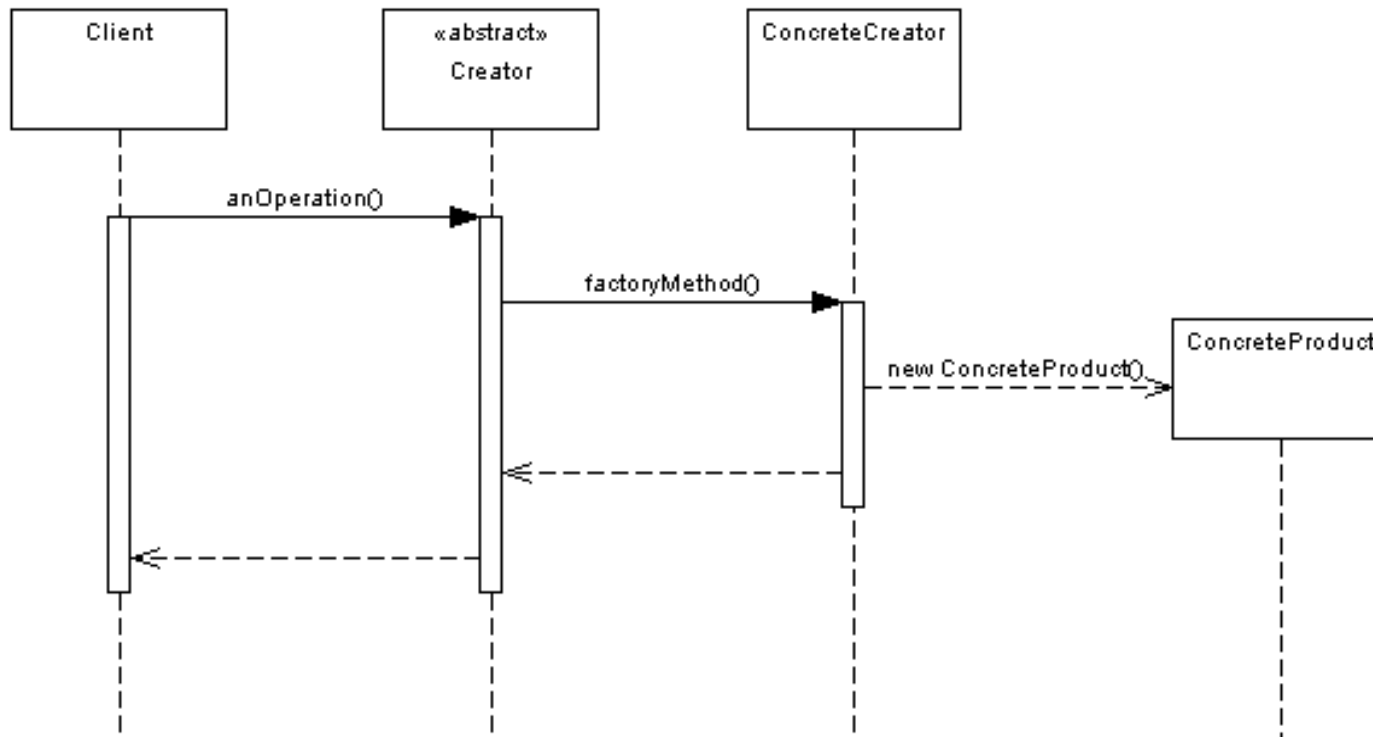 Client
«abstract»
Creator
ConcreteCreator
anOperation()
factoryMethod()
ConcreteProduct
new ConcreteProduct()